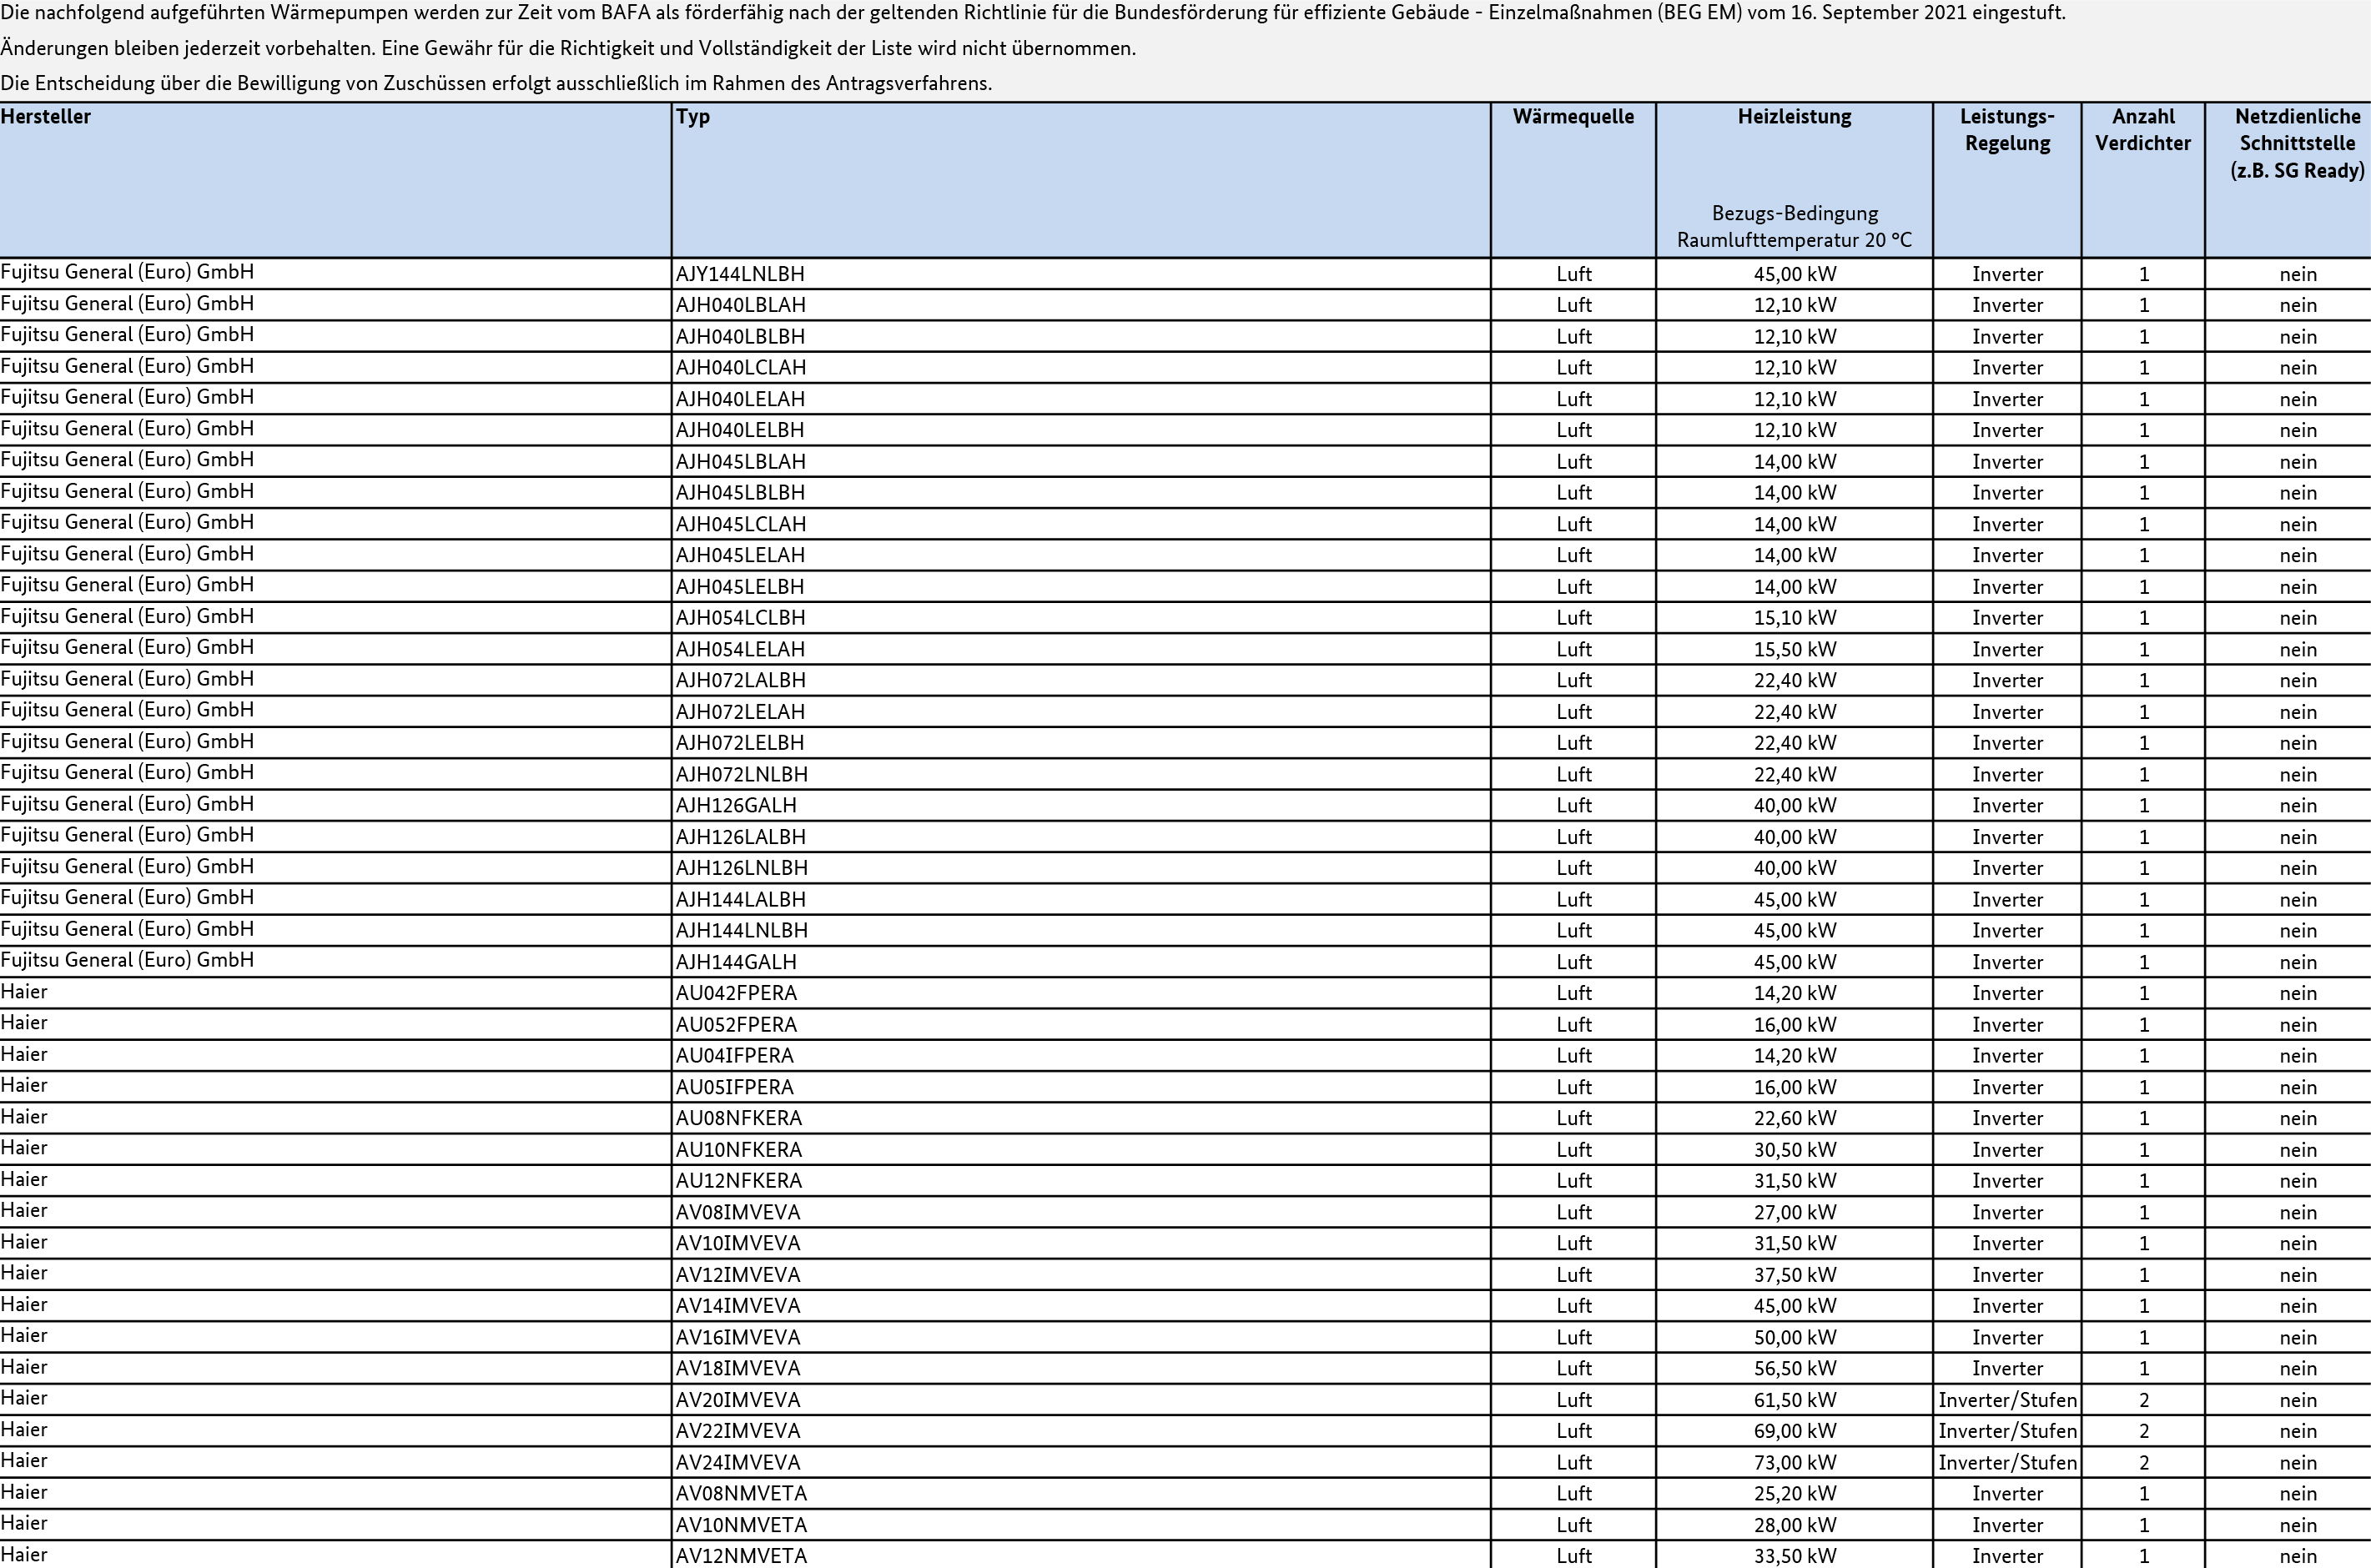 Die nachfolgend aufgeführten Wärmepumpen werden zur Zeit vom BAFA als förderfähig nach der geltenden Richtlinie für die Bundesförderung für effiziente Gebäude - Einzelmaßnahmen (BEG EM) vom 16. September 2021 eingestuft.
Änderungen bleiben jederzeit vorbehalten. Eine Gewähr für die Richtigkeit und Vollständigkeit der Liste wird nicht übernommen.
Die Entscheidung über die Bewilligung von Zuschüssen erfolgt ausschließlich im Rahmen des Antragsverfahrens.
Hersteller Typ Wärmequelle Heizleistung Leistungs- Anzahl Netzdienliche
Regelung Verdichter Schnittstelle
(z.B. SG Ready)
Bezugs-Bedingung
Raumlufttemperatur 20 °C
Fujitsu General (Euro) GmbH AJY144LNLBH Luft 45,00 kW Inverter 1 nein
Fujitsu General (Euro) GmbH AJH040LBLAH Luft 12,10 kW Inverter 1 nein
Fujitsu General (Euro) GmbH AJH040LBLBH Luft 12,10 kW Inverter 1 nein
Fujitsu General (Euro) GmbH AJH040LCLAH Luft 12,10 kW Inverter 1 nein
Fujitsu General (Euro) GmbH AJH040LELAH Luft 12,10 kW Inverter 1 nein
Fujitsu General (Euro) GmbH AJH040LELBH Luft 12,10 kW Inverter 1 nein
Fujitsu General (Euro) GmbH AJH045LBLAH Luft 14,00 kW Inverter 1 nein
Fujitsu General (Euro) GmbH AJH045LBLBH Luft 14,00 kW Inverter 1 nein
Fujitsu General (Euro) GmbH AJH045LCLAH Luft 14,00 kW Inverter 1 nein
Fujitsu General (Euro) GmbH AJH045LELAH Luft 14,00 kW Inverter 1 nein
Fujitsu General (Euro) GmbH AJH045LELBH Luft 14,00 kW Inverter 1 nein
Fujitsu General (Euro) GmbH AJH054LCLBH Luft 15,10 kW Inverter 1 nein
Fujitsu General (Euro) GmbH AJH054LELAH Luft 15,50 kW Inverter 1 nein
Fujitsu General (Euro) GmbH AJH072LALBH Luft 22,40 kW Inverter 1 nein
Fujitsu General (Euro) GmbH AJH072LELAH Luft 22,40 kW Inverter 1 nein
Fujitsu General (Euro) GmbH AJH072LELBH Luft 22,40 kW Inverter 1 nein
Fujitsu General (Euro) GmbH AJH072LNLBH Luft 22,40 kW Inverter 1 nein
Fujitsu General (Euro) GmbH AJH126GALH Luft 40,00 kW Inverter 1 nein
Fujitsu General (Euro) GmbH AJH126LALBH Luft 40,00 kW Inverter 1 nein
Fujitsu General (Euro) GmbH AJH126LNLBH Luft 40,00 kW Inverter 1 nein
Fujitsu General (Euro) GmbH AJH144LALBH Luft 45,00 kW Inverter 1 nein
Fujitsu General (Euro) GmbH AJH144LNLBH Luft 45,00 kW Inverter 1 nein
Fujitsu General (Euro) GmbH AJH144GALH Luft 45,00 kW Inverter 1 nein
Haier AU042FPERA Luft 14,20 kW Inverter 1 nein
Haier AU052FPERA Luft 16,00 kW Inverter 1 nein
Haier AU04IFPERA Luft 14,20 kW Inverter 1 nein
Haier AU05IFPERA Luft 16,00 kW Inverter 1 nein
Haier AU08NFKERA Luft 22,60 kW Inverter 1 nein
Haier AU10NFKERA Luft 30,50 kW Inverter 1 nein
Haier AU12NFKERA Luft 31,50 kW Inverter 1 nein
Haier AV08IMVEVA Luft 27,00 kW Inverter 1 nein
Haier AV10IMVEVA Luft 31,50 kW Inverter 1 nein
Haier AV12IMVEVA Luft 37,50 kW Inverter 1 nein
Haier AV14IMVEVA Luft 45,00 kW Inverter 1 nein
Haier AV16IMVEVA Luft 50,00 kW Inverter 1 nein
Haier AV18IMVEVA Luft 56,50 kW Inverter 1 nein
Haier AV20IMVEVA Luft 61,50 kW Inverter/Stufen 2 nein
Haier AV22IMVEVA Luft 69,00 kW Inverter/Stufen 2 nein
Haier AV24IMVEVA Luft 73,00 kW Inverter/Stufen 2 nein
Haier AV08NMVETA Luft 25,20 kW Inverter 1 nein
Haier AV10NMVETA Luft 28,00 kW Inverter 1 nein
Haier AV12NMVETA Luft 33,50 kW Inverter 1 nein